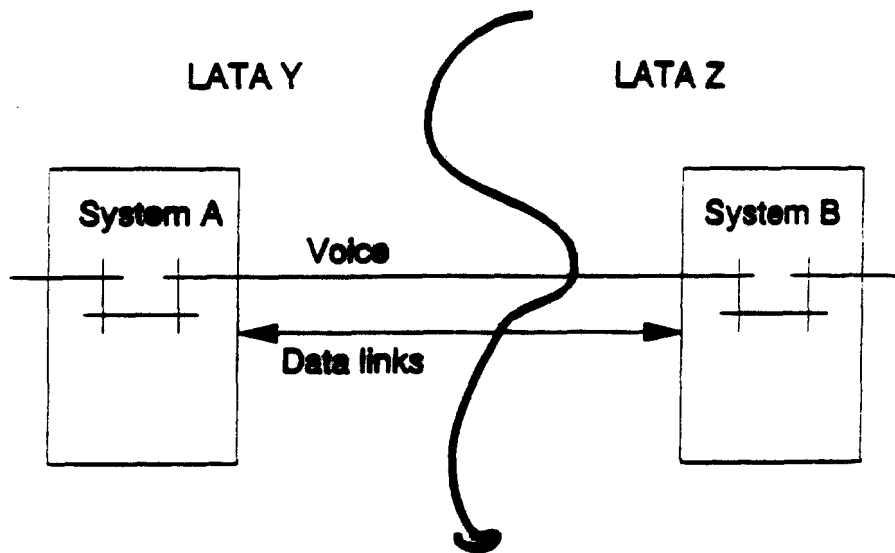 LATA Y
LATA Z
System A
System B
Voice
Data links